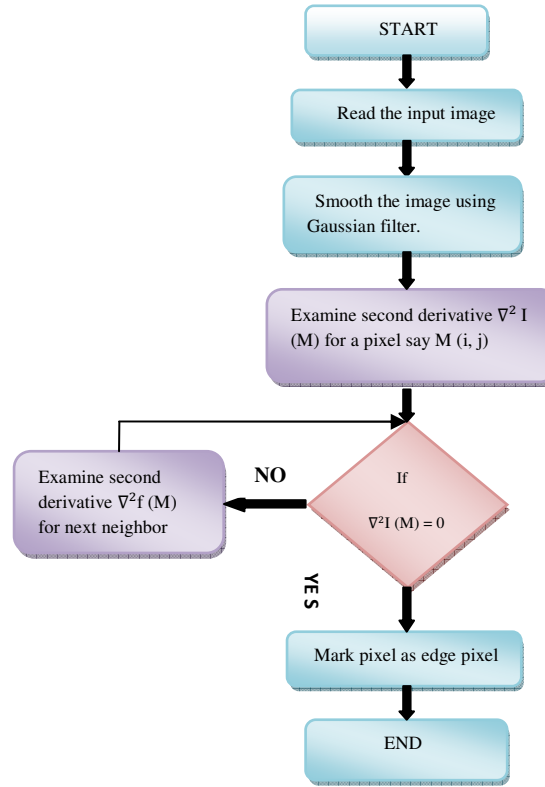 START
Read the input image
Smooth the image using
Gaussian filter.
Examine second derivative ∇² I
(M) for a pixel say M (i, j)
If
∇²I (M) = 0
NO
Examine second
derivative ∇²f (M)
for next neighbor
YE S
Mark pixel as edge pixel
END